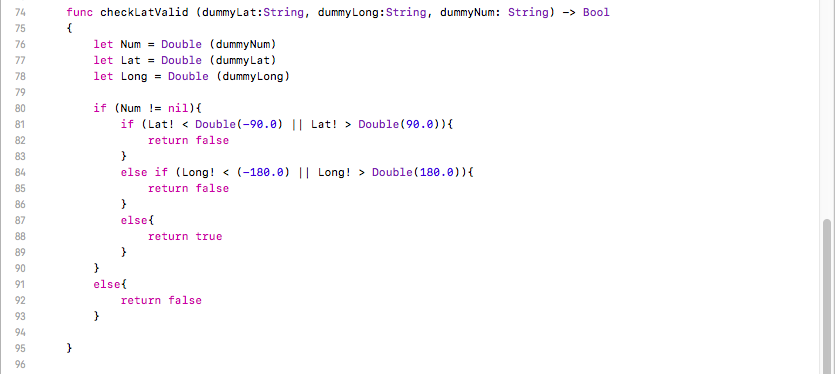 74 func checkLatValid (dummyLat:String, dummyLong:String, dummyNum: String) -> Bool
75 {
76 let Num = Double (dummyNum)
77 let Lat = Double (dummyLat)
78 let Long = Double (dummyLong)
79
80 if (Num != nil){
81 if (Lat! < Double(-90.0) || Lat! > Double(90.0)){
82 return false
83 }
84 else if (Long! < (-180.0) || Long! > Double(180.0)){
85 return false
86 }
87 else{
88 return true
89 }
90 }
91 else{
92 return false
93 }
94
95 }
96